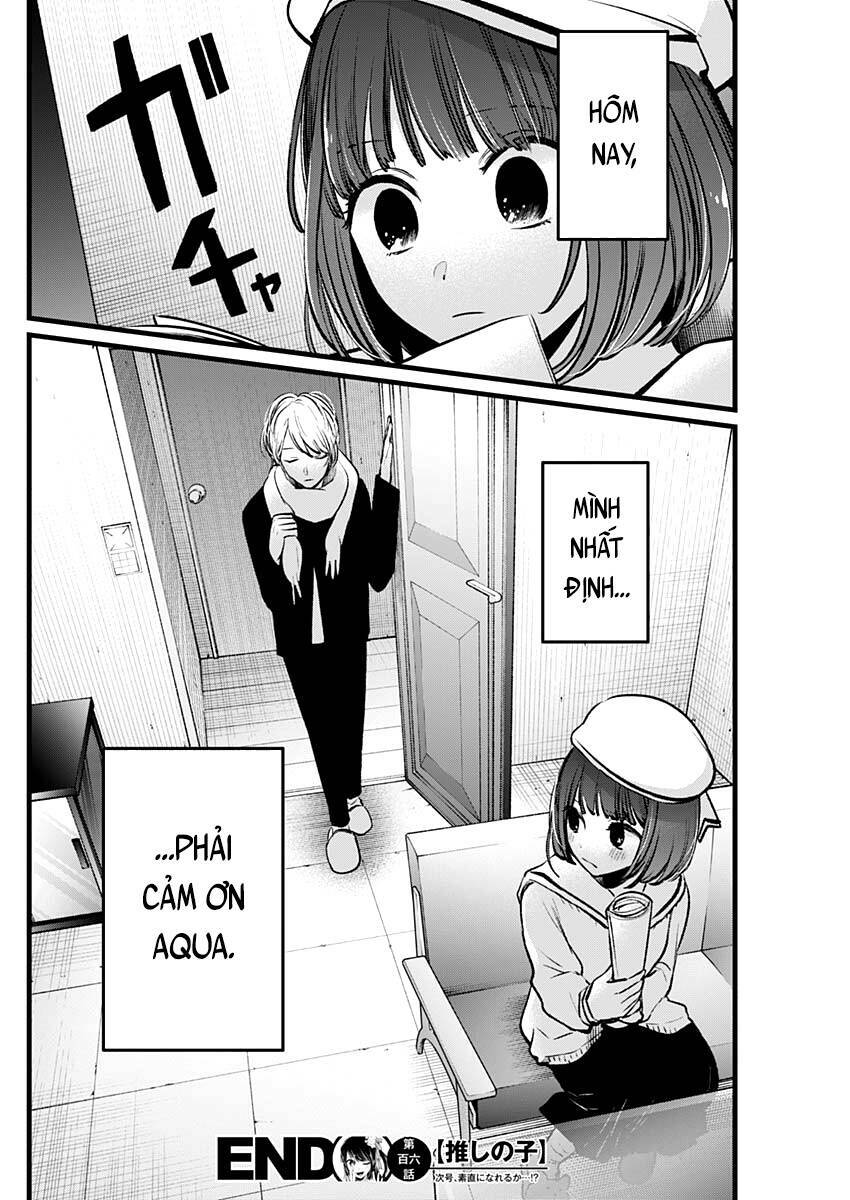 ガチャ
HÔM
NAY,
MÌNH
NHẤT
ĐỊNH...
...PHẢI
CẢM ƠN
AQUA.
END
第百六話
【推しの子】
次号、素直になれるか…!?